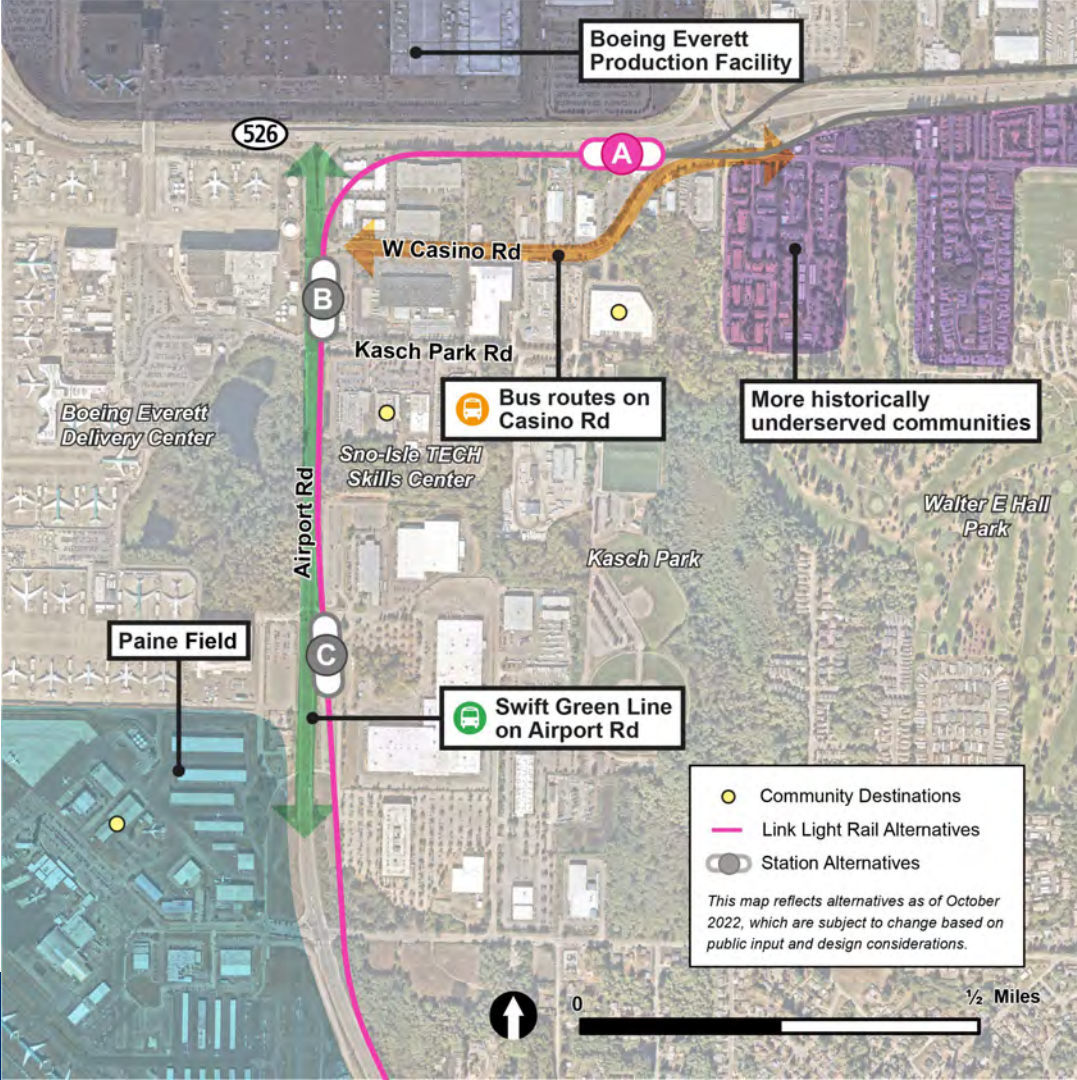 Boeing Everett
Production Facility
526
A
W Casino Rd
B
Kasch Park Rd
Bus routes on
Casino Rd
More historically
underserved communities
Boeing Everett
Delivery Center
Sno-Isle TECH
Skills Center
Airport Rd
Walter E Hall
Park
Kasch Park
Paine Field
C
Swift Green Line
on Airport Rd
Community Destinations
Link Light Rail Alternatives
Station Alternatives
This map reflects alternatives as of October
2022, which are subject to change based on
public input and design considerations.
0
½ Miles